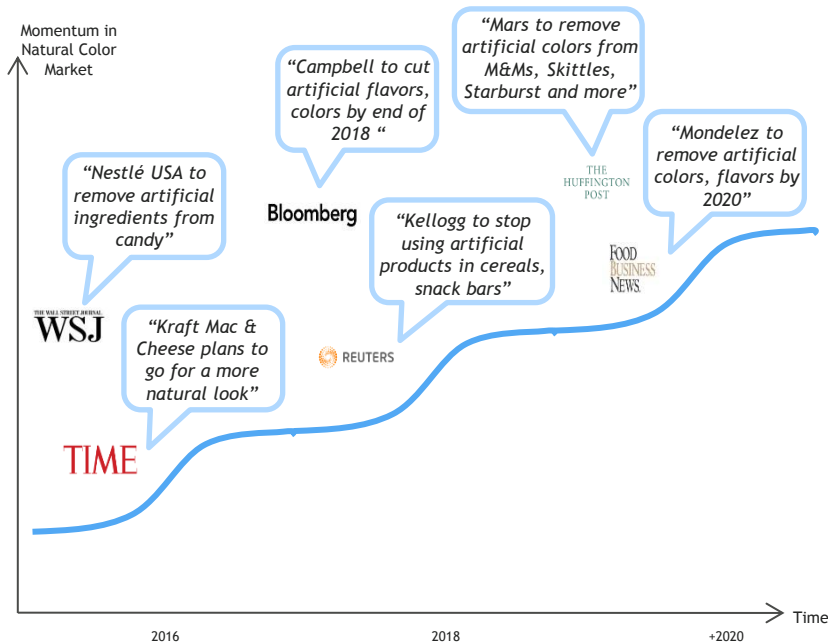 Momentum in
Natural Color
Market
“Mars to remove
artificial colors from
M&Ms, Skittles,
Starburst and more”
“Campbell to cut
artificial flavors,
colors by end of
2018 “
“Mondelez to
remove artificial
colors, flavors by
2020”
“Nestlé USA to
remove artificial
ingredients from
candy”
THE
HUFFINGTON
POST
Bloomberg
“Kellogg to stop
using artificial
products in cereals,
snack bars”
FOOD
BUSINESS
NEWS.
THE WALL STREET JOURNAL
WSJ
“Kraft Mac &
Cheese plans to
go for a more
natural look”
REUTERS
TIME
Time
2016
2018
+2020